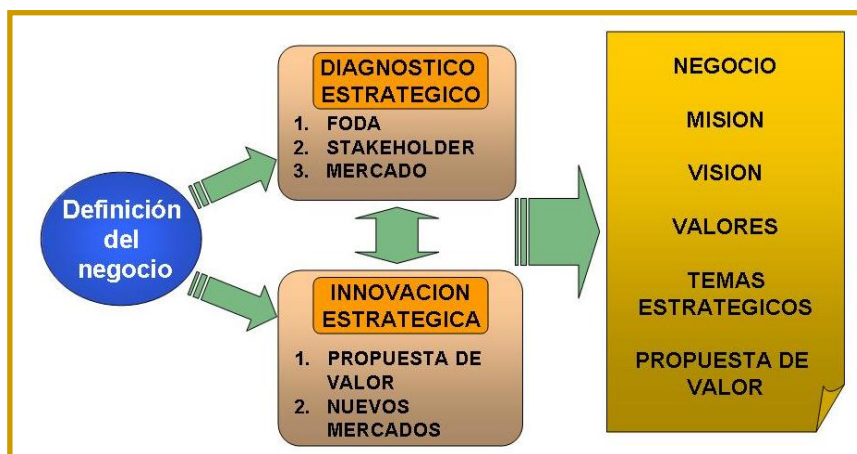 Definición
del
negocio
DIAGNOSTICO
ESTRATEGICO
1. FODA
2. STAKEHOLDER
3. MERCADO
INNOVACION
ESTRATEGICA
1. PROPUESTA DE
VALOR
2. NUEVOS
MERCADOS
NEGOCIO
MISION
VISION
VALORES
TEMAS
ESTRATEGICOS
PROPUESTA DE
VALOR